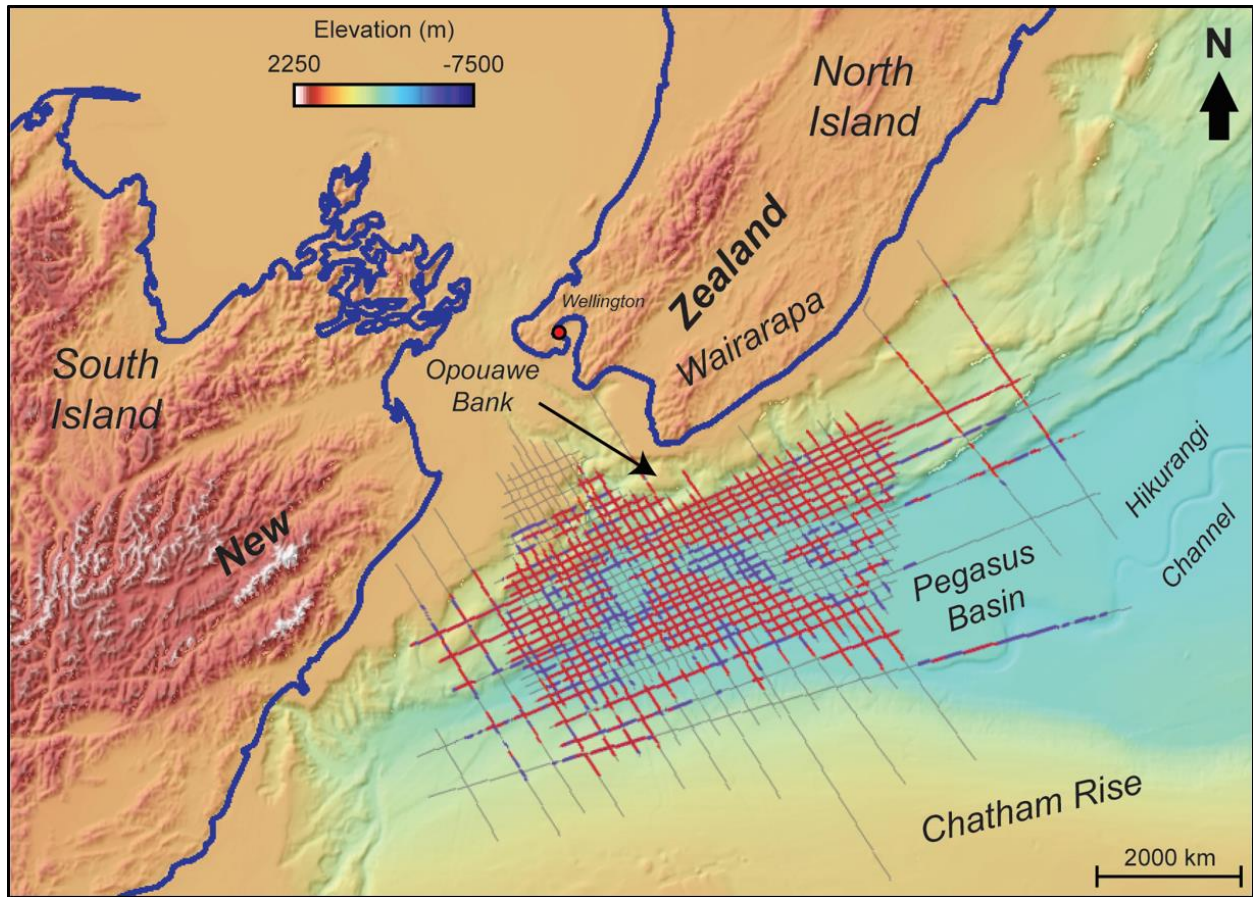 Elevation (m)
2250 -7500
N
North
Island
Zealand
Wellington
Wairarapa
South
Island
Opouawe
Bank
New
Hikurangi
Channel
Pegasus
Basin
Chatham Rise
2000 km